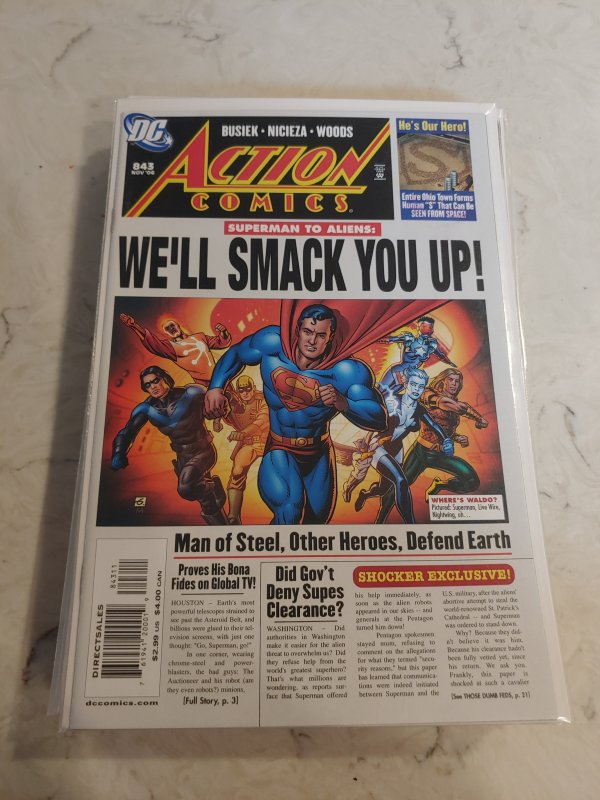 DC
BUSIEK • NICIEZA • WOODS
843
NOV '06
ACTION
COMICS
He's Our Hero!
Entire Ohio Town Forms
Human "S" That Can Be
SEEN FROM SPACE!
SUPERMAN TO ALIENS:
WE'LL SMACK YOU UP!
WHERE'S WALDO?
Pictured: Superman, Live Wire,
Nightwing, uh...
Man of Steel, Other Heroes, Defend Earth
Proves His Bona
Fides on Global TV!
HOUSTON – Earth's most
powerful telescopes strained to
see past the Asteroid Belt, and
billions were glued to their tel-
evision screens, with just one
thought: "Go, Superman, go!"
In one corner, wearing
chrome-steel and power-
blasters, the bad guys: The
Auctioneer and his robot (are
they even robots?) minions,
[Full Story, p. 3]
Did Gov't
Deny Supes
Clearance?
WASHINGTON – Did
authorities in Washington
make it easier for the alien
threat to overwhelm us? Did
they refuse help from the
world's greatest superhero?
That's what millions are
wondering, as reports sur-
face that Superman offered
SHOCKER EXCLUSIVE!
his help immediately, as
soon as the alien robots
appeared in our skies – and
generals at the Pentagon
turned him down!
Pentagon spokesmen
stayed mum, refusing to
comment on the allegations
for what they termed "secu-
rity reasons," but this paper
has learned that communica-
tions were indeed initiated
between Superman and the
U.S. military, after the aliens'
abortive attempt to steal the
world-renowned St. Patrick's
Cathedral — and Superman
was ordered to stand down.
Why? Because they did-
n't believe it was him.
Because his clearance hadn't
been fully vetted yet, since
his return. We ask you.
Frankly, this paper is
shocked at such a cavalier
[See THOSE DUMB FEDS, p. 31]
DIRECT SALES
84311
7 61941 20001 9
$2.99 US $4.00 CAN
dccomics.com